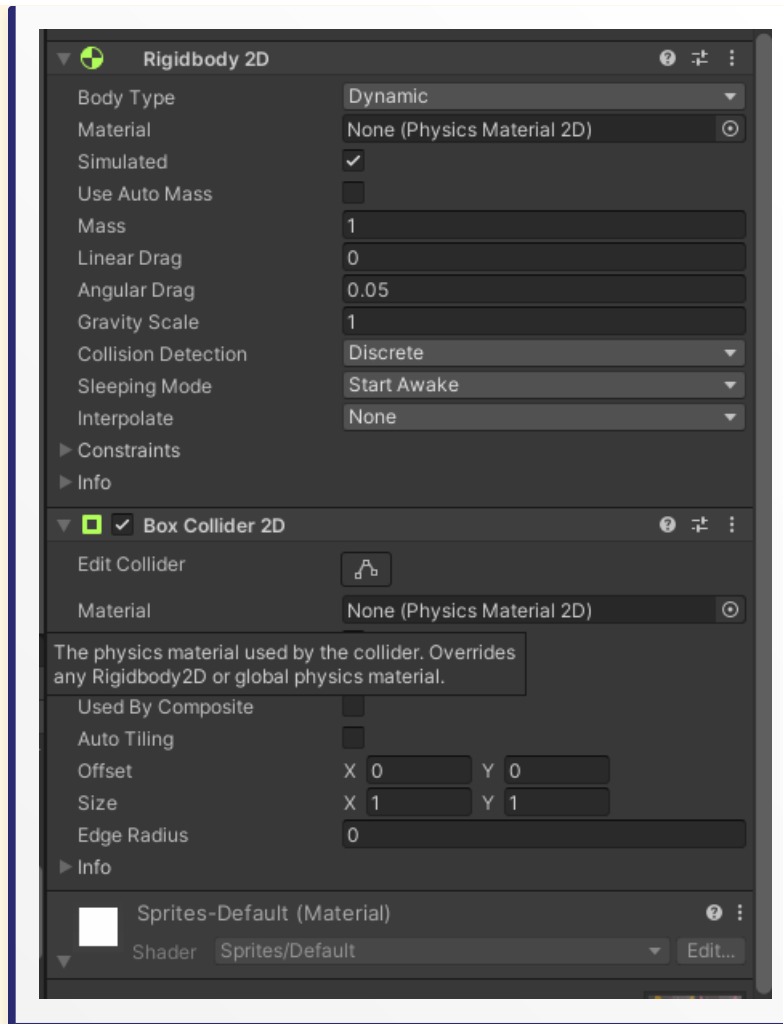 Rigidbody 2D
Body Type Dynamic
Material None (Physics Material 2D)
Simulated
Use Auto Mass
Mass 1
Linear Drag 0
Angular Drag 0.05
Gravity Scale 1
Collision Detection Discrete
Sleeping Mode Start Awake
Interpolate None
Constraints
Info
Box Collider 2D
Edit Collider
Material None (Physics Material 2D)
The physics material used by the collider. Overrides
any Rigidbody2D or global physics material.
Used By Composite
Auto Tiling
Offset X 0 Y 0
Size X 1 Y 1
Edge Radius 0
Info
Sprites-Default (Material)
Shader Sprites/Default Edit...